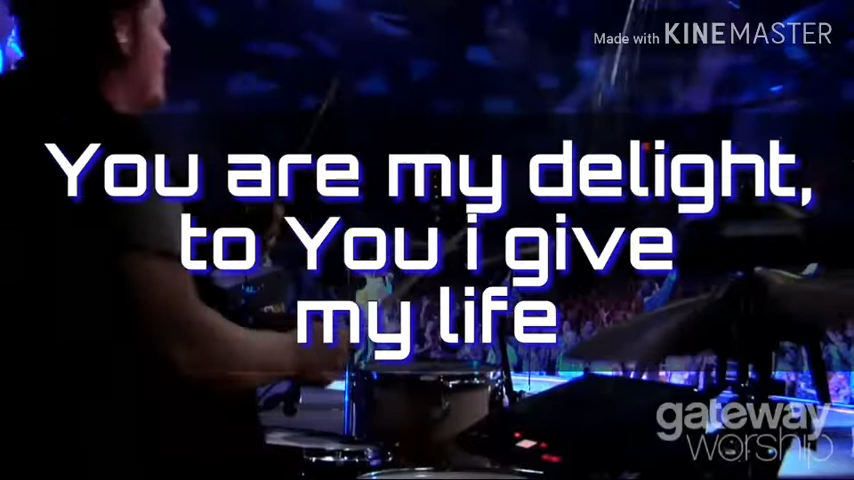 Made with KINEMASTER
You are my delight,
to You i give
my life
gateway
worship